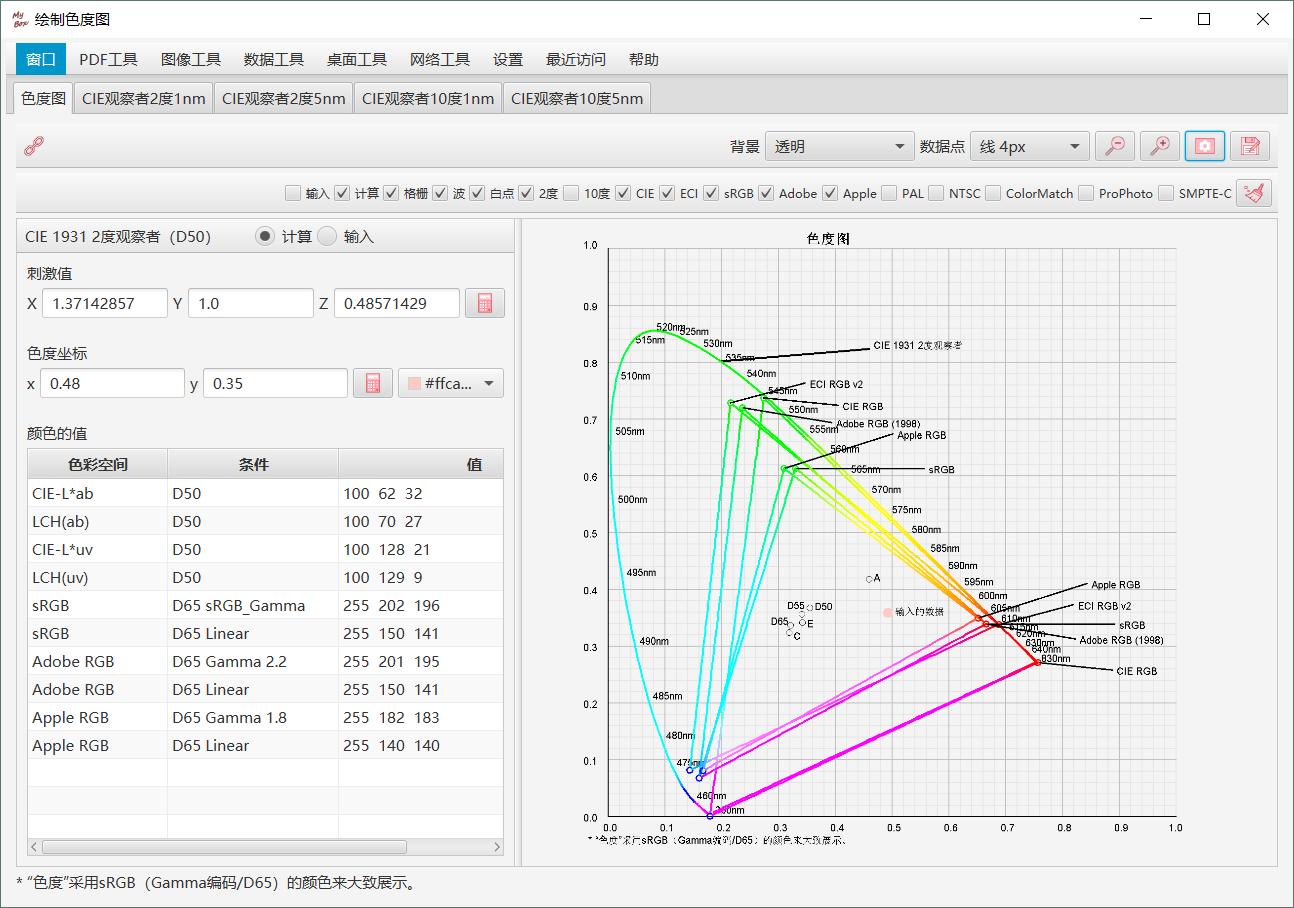 My Box 绘制色度图
窗口 PDF工具 图像工具 数据工具 桌面工具 网络工具 设置 最近访问 帮助
色度图 CIE观察者2度1nm CIE观察者2度5nm CIE观察者10度1nm CIE观察者10度5nm
背景 透明 数据点 线 4px
输入 计算 格栅 波 白点 2度 10度 CIE ECI sRGB Adobe Apple PAL NTSC ColorMatch ProPhoto SMPTE-C
CIE 1931 2度观察者（D50） 计算 输入
刺激值
X 1.37142857 Y 1.0 Z 0.48571429
色度坐标
x 0.48 y 0.35 #ffca...
颜色的值
色彩空间 条件 值
CIE-L*ab D50 100 62 32
LCH(ab) D50 100 70 27
CIE-L*uv D50 100 128 21
LCH(uv) D50 100 129 9
sRGB D65 sRGB_Gamma 255 202 196
sRGB D65 Linear 255 150 141
Adobe RGB D65 Gamma 2.2 255 201 195
Adobe RGB D65 Linear 255 150 141
Apple RGB D65 Gamma 1.8 255 182 183
Apple RGB D65 Linear 255 140 140
色度图
1.0
0.9
520nm 525nm
515nm 530nm
CIE 1931 2度观察者
535nm
0.8
510nm 540nm
ECI RGB v2
545nm
CIE RGB
550nm
0.7
Adobe RGB (1998)
505nm 555nm
Apple RGB
560nm
565nm sRGB
0.6
570nm
500nm
575nm
580nm
0.5
585nm
590nm
495nm
A
595nm
Apple RGB
0.4
600nm
D55 D50 605nm ECI RGB v2
输入的数据
610nm
D65 E 615nm sRGB
C 620nm
490nm 630nm Adobe RGB (1998)
0.3
640nm
830nm
CIE RGB
485nm
0.2
480nm
0.1
475nm
460nm
360nm
0.0
0.0 0.1 0.2 0.3 0.4 0.5 0.6 0.7 0.8 0.9 1.0
* "色度"采用sRGB（Gamma编码/D65）的颜色来大致展示。
* “色度”采用sRGB（Gamma编码/D65）的颜色来大致展示。